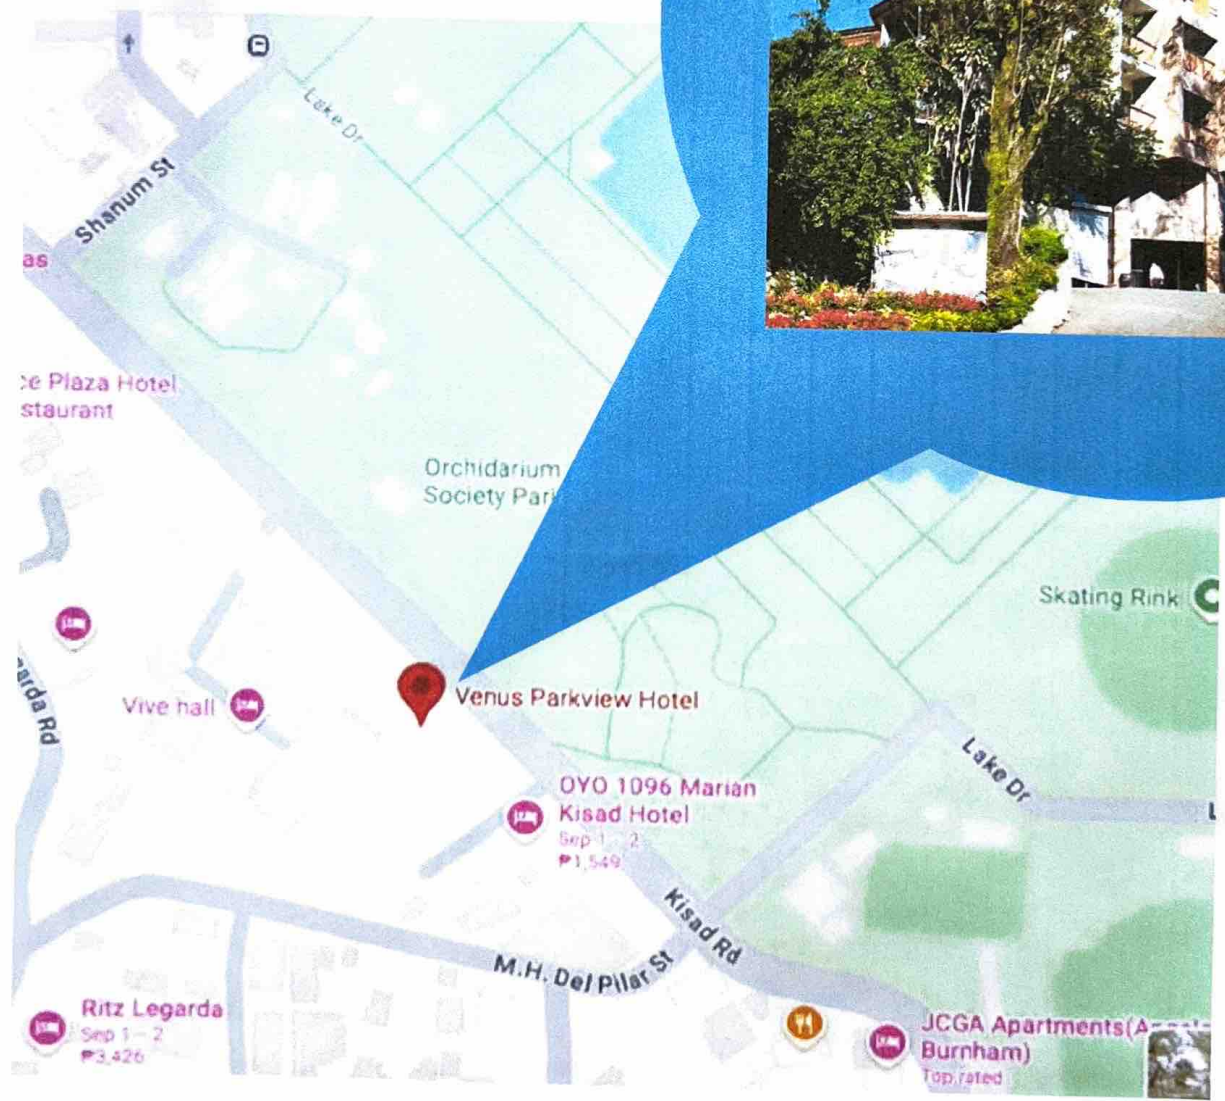 Lake Dr
Shanum St
as
ce Plaza Hotel
staurant
Orchidarium
Society Par
Skating Rink
arda Rd
Vive hall
Venus Parkview Hotel
Lake Dr
L
OYO 1096 Marian
Kisad Hotel
Sep 1 – 2
₱1,549
Kisad Rd
M.H. Del Pilar St
Ritz Legarda
Sep 1 – 2
₱3,426
JCGA Apartments(A
Burnham)
Top rated